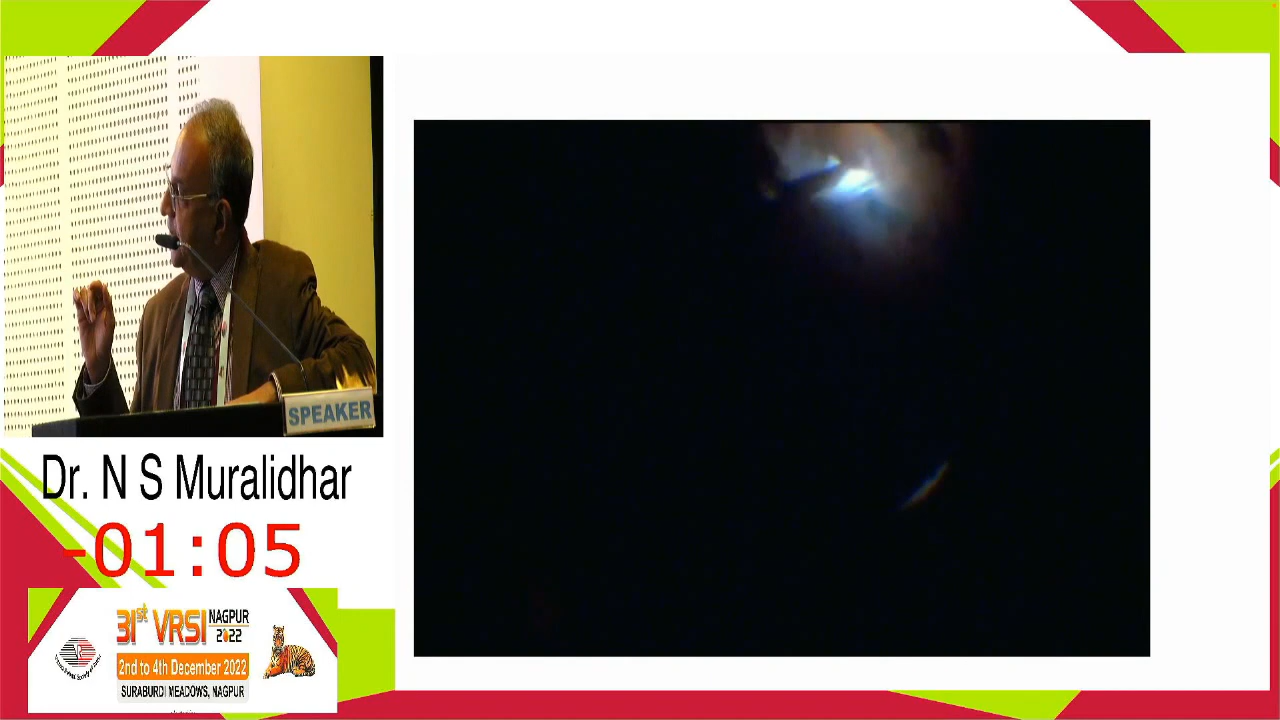 SPEAKER
Dr. N S Muralidhar
-01:05
31st VRSI NAGPUR 2022
2nd to 4th December 2022
SURABURDI MEADOWS, NAGPUR